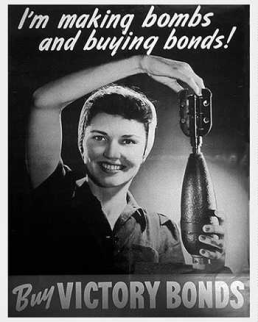 I'm making bombs
and buying bonds!
Buy VICTORY BONDS